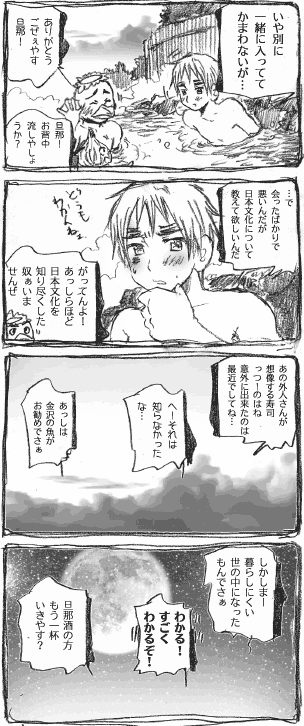 いや別に
一緒に入ってて
かまわないが…
ありがとう
ごぜぇやす
旦那！
旦那！
お背中
流しやしょ
うか？
…で
会ったばかりで
悪いんだが
日本文化について
教えて欲しいんだ
どうも
わかんねぇ
がってんよ！
あっしらほど
日本文化を
知り尽くした
奴ぁいま
せんぜ
あの外人さんが
想像する寿司
っつーのはね
意外に出来たのは
最近でしてね…
へーそれは
知らなかった
な…
あっしは
金沢の魚が
お勧めでさぁ
しかしまー
暮らしにくい
世の中になった
もんでさぁ
わかる！
すごく
わかるぞ！
旦那酒の方
もう一杯
いきやす？